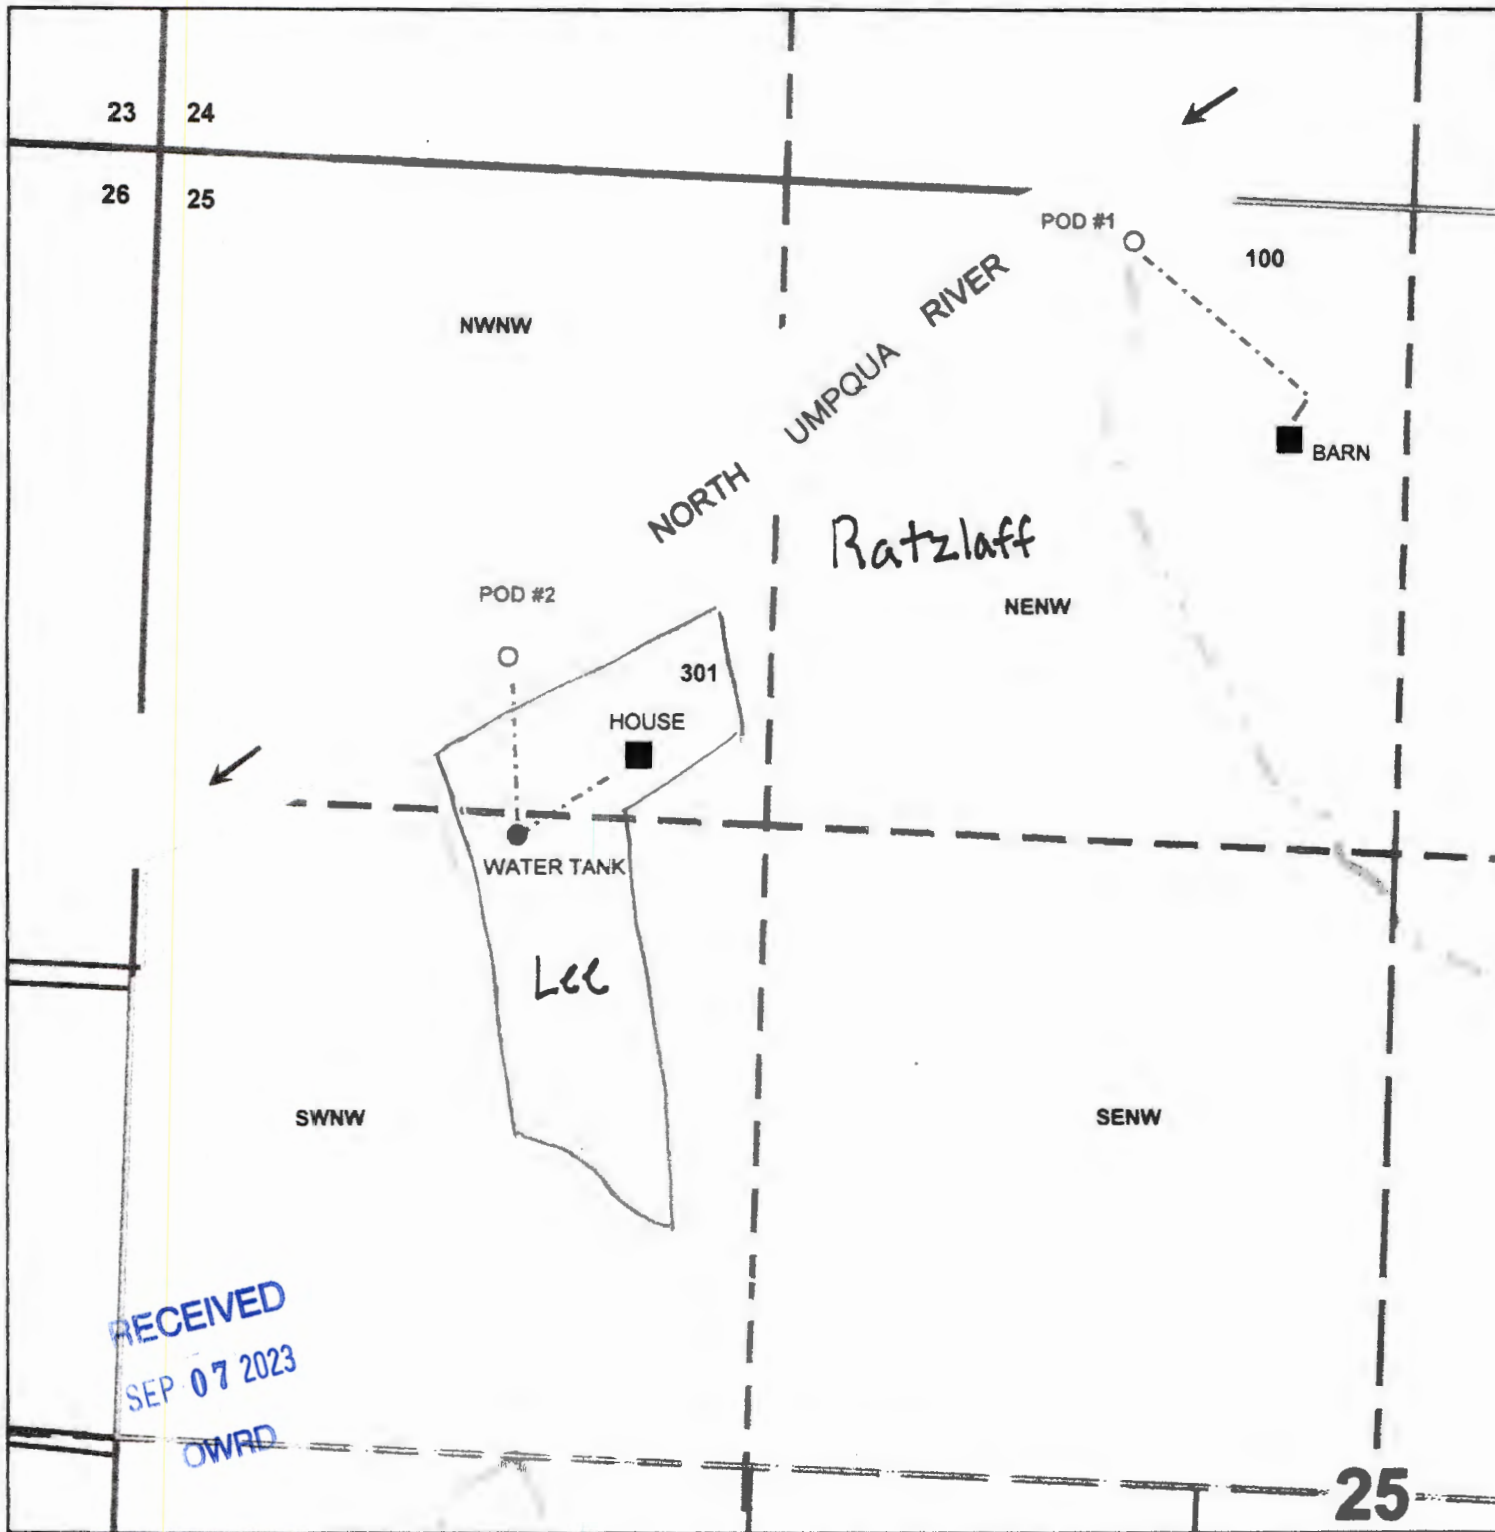 23 24
26 25
POD #1
100
NWNW
NORTH UMPQUA RIVER
BARN
Ratzlaff
POD #2
NENW
301
HOUSE
WATER TANK
Lee
SWNW
SENW
RECEIVED
SEP 07 2023
OWRD
25